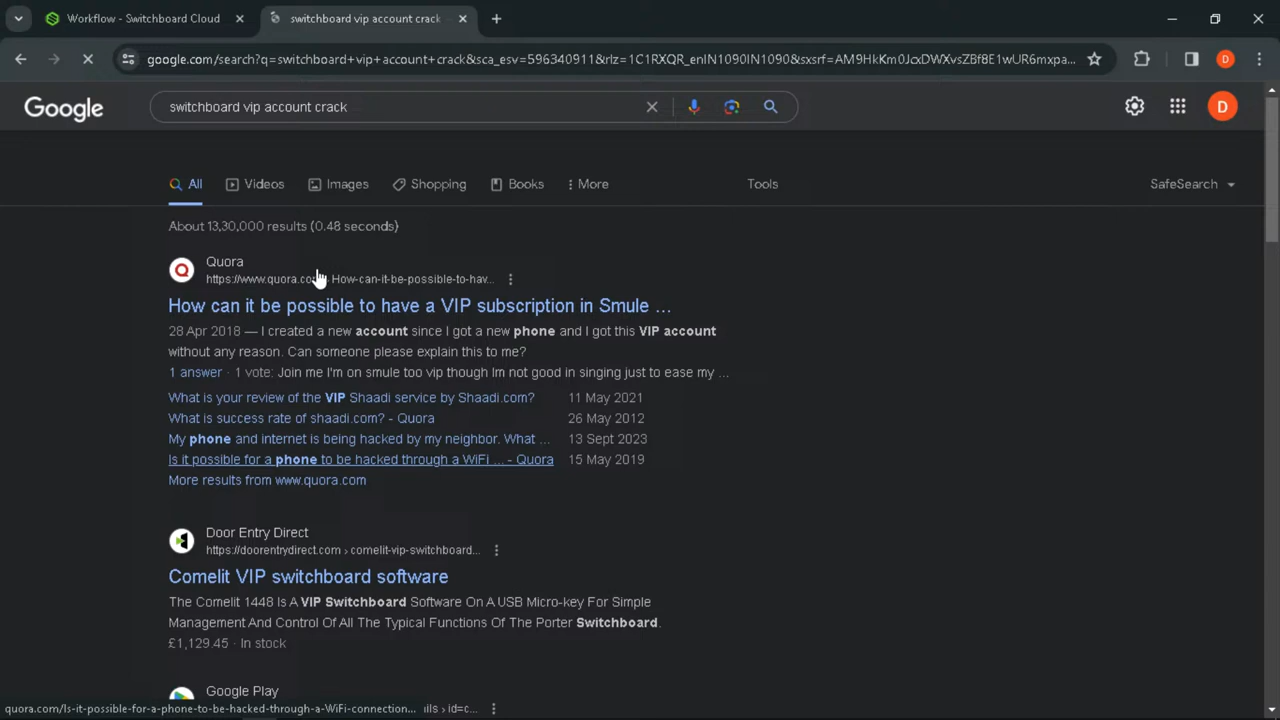 Workflow - Switchboard Cloud
switchboard vip account crack
google.com/search?q=switchboard+vip+account+crack&sca_esv=596340911&rlz=1C1RXQR_enIN1090IN1090&sxsrf=AM9HkKm0JcxDWXvsZBfBE1wUR6mxpa...
D
Google
switchboard vip account crack
D
All
Videos
Images
Shopping
Books
More
Tools
SafeSearch
About 13,30,000 results (0.48 seconds)
Quora
https://www.quora.co How-can-it-be-possible-to-hav...
How can it be possible to have a VIP subscription in Smule ...
28 Apr 2018 — I created a new account since I got a new phone and I got this VIP account
without any reason. Can someone please explain this to me?
1 answer · 1 vote: Join me I'm on smule too vip though Im not good in singing just to ease my ...
What is your review of the VIP Shaadi service by Shaadi.com? 11 May 2021
What is success rate of shaadi.com? - Quora 26 May 2012
My phone and internet is being hacked by my neighbor. What ... 13 Sept 2023
Is it possible for a phone to be hacked through a WiFi ... - Quora 15 May 2019
More results from www.quora.com
Door Entry Direct
https://doorentrydirect.com › comelit-vip-switchboard...
Comelit VIP switchboard software
The Comelit 1448 Is A VIP Switchboard Software On A USB Micro-key For Simple
Management And Control Of All The Typical Functions Of The Porter Switchboard.
£1,129.45 · In stock
Google Play
quora.com/Is-it-possible-for-a-phone-to-be-hacked-through-a-WiFi-connection... ils › id=c...